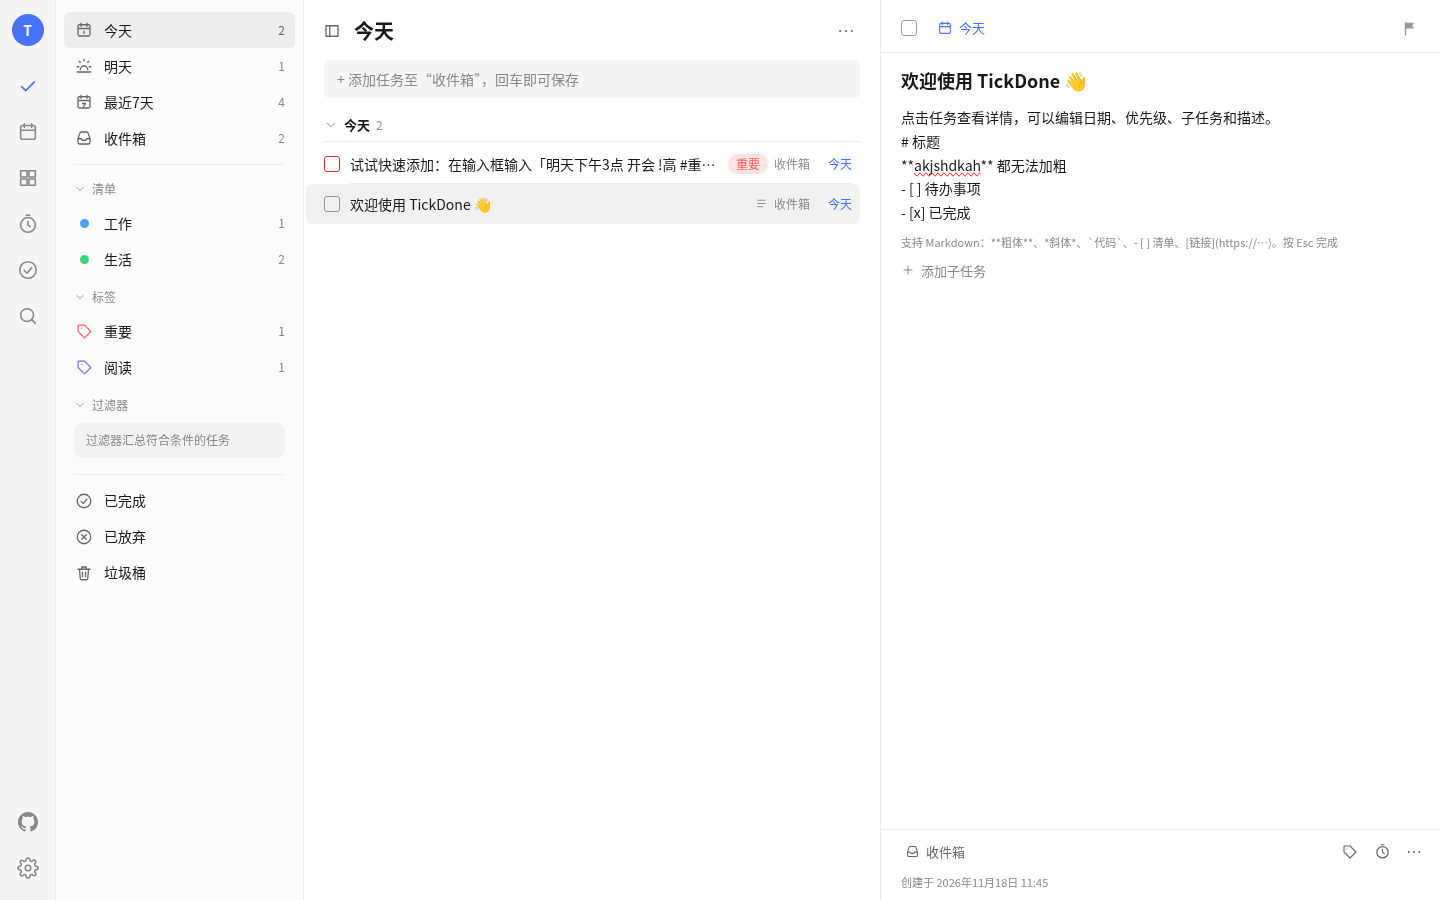 T
今天 2
明天 1
最近7天 4
收件箱 2
清单
工作 1
生活 2
标签
重要 1
阅读 1
过滤器
过滤器汇总符合条件的任务
已完成
已放弃
垃圾桶
今天
+ 添加任务至“收件箱”，回车即可保存
今天 2
试试快速添加：在输入框输入「明天下午3点 开会 !高 #重… 重要 收件箱 今天
欢迎使用 TickDone 👋 收件箱 今天
今天
欢迎使用 TickDone 👋
点击任务查看详情，可以编辑日期、优先级、子任务和描述。
# 标题
**akjshdkah** 都无法加粗
- [ ] 待办事项
- [x] 已完成
支持 Markdown：**粗体**、*斜体*、`代码`、- [ ] 清单、[链接](https://…)。按 Esc 完成
添加子任务
收件箱
创建于 2026年11月18日 11:45